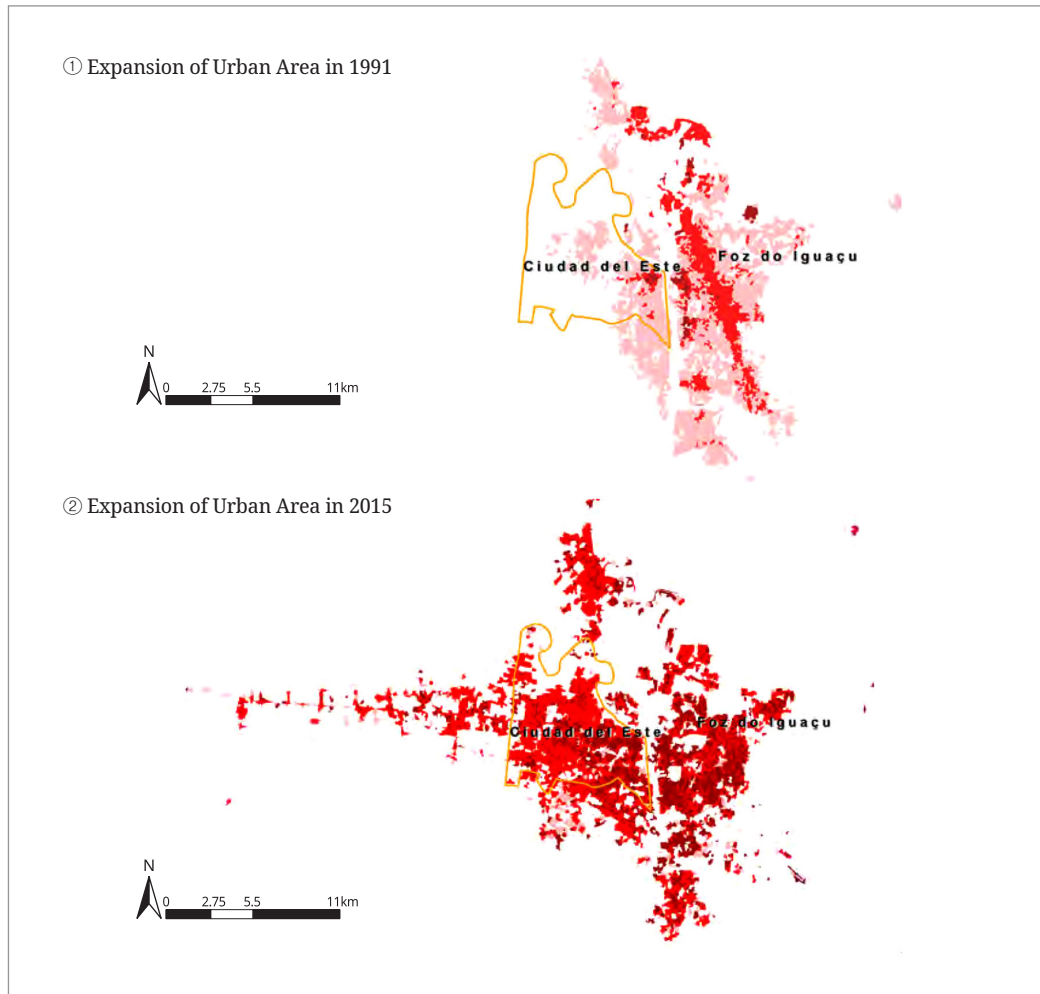 ① Expansion of Urban Area in 1991
Foz do Iguaçu
Ciudad del Este
N
0 2.75 5.5 11km
② Expansion of Urban Area in 2015
Foz do Iguaçu
Ciudad del Este
N
0 2.75 5.5 11km